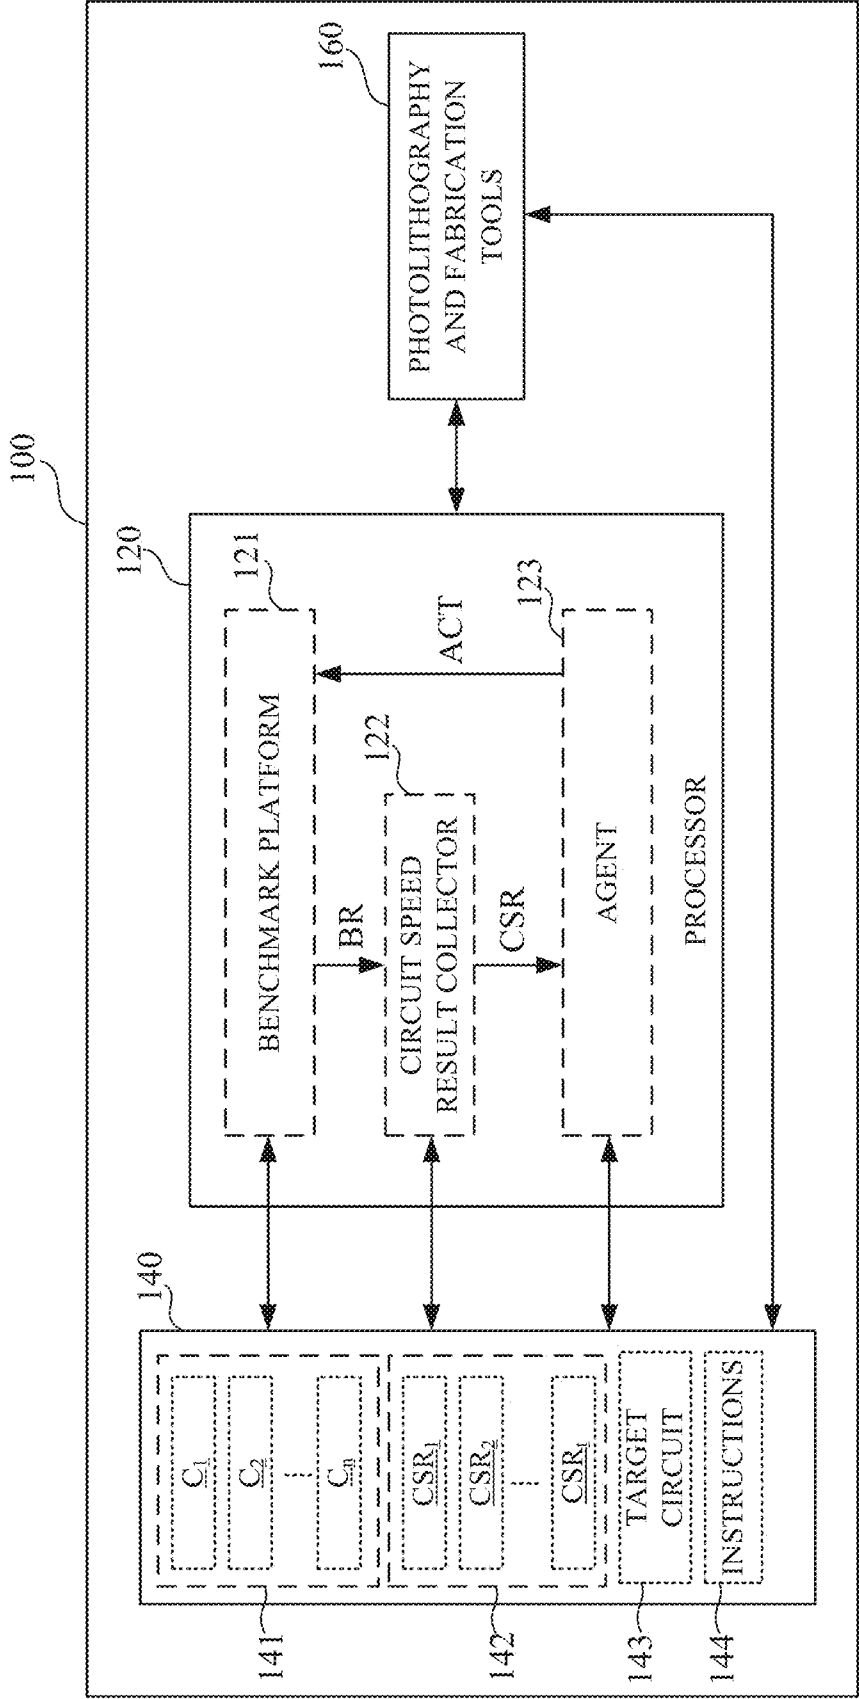 100
140
141
C1
C2
......
Cn
142
CSR1
CSR2
......
CSRt
143
TARGET
CIRCUIT
144
INSTRUCTIONS
120
121
BENCHMARK PLATFORM
BR
122
CIRCUIT SPEED
RESULT COLLECTOR
CSR
ACT
123
AGENT
PROCESSOR
160
PHOTOLITHOGRAPHY
AND FABRICATION
TOOLS